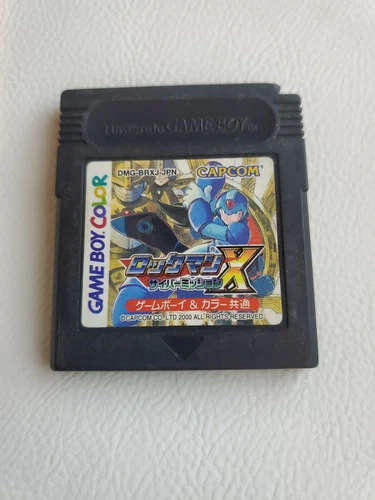 Nintendo GAME BOY™
DMG-BRXJ-JPN
CAPCOM®
GAME BOY COLOR
ロックマンX
サイバーミッション
ゲームボーイ & カラー共通
©CAPCOM CO.,LTD 2000 ALL RIGHTS RESERVED